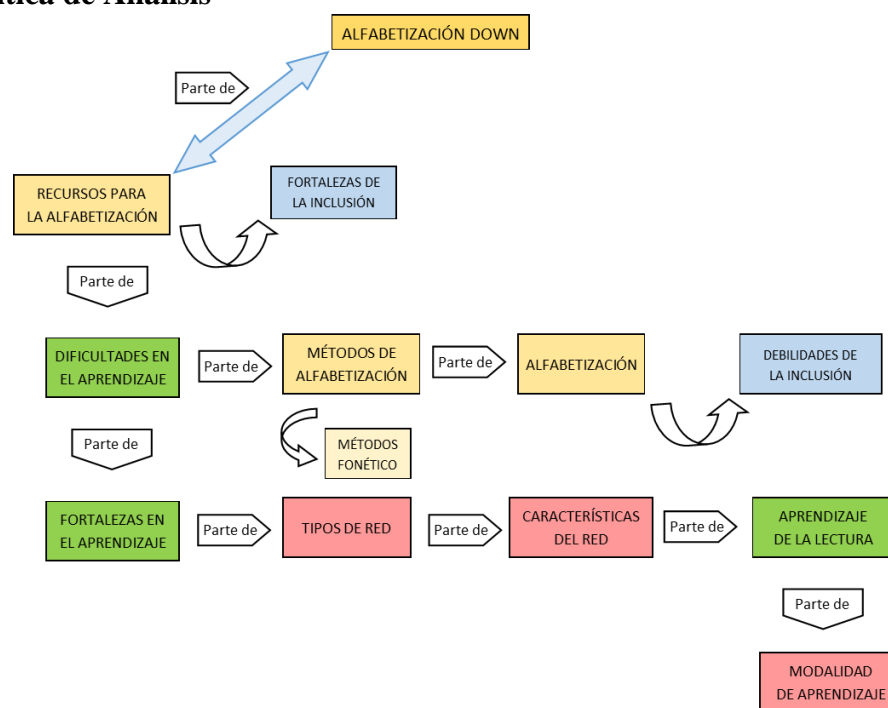 de Análisis
ALFABETIZACIÓN DOWN
Parte de
RECURSOS PARA
LA ALFABETIZACIÓN
FORTALEZAS DE
LA INCLUSIÓN
Parte de
DIFICULTADES EN
EL APRENDIZAJE
Parte de
MÉTODOS DE
ALFABETIZACIÓN
Parte de
ALFABETIZACIÓN
DEBILIDADES DE
LA INCLUSIÓN
Parte de
MÉTODOS
FONÉTICO
FORTALEZAS EN
EL APRENDIZAJE
Parte de
TIPOS DE RED
Parte de
CARACTERÍSTICAS
DEL RED
Parte de
APRENDIZAJE
DE LA LECTURA
Parte de
MODALIDAD
DE APRENDIZAJE